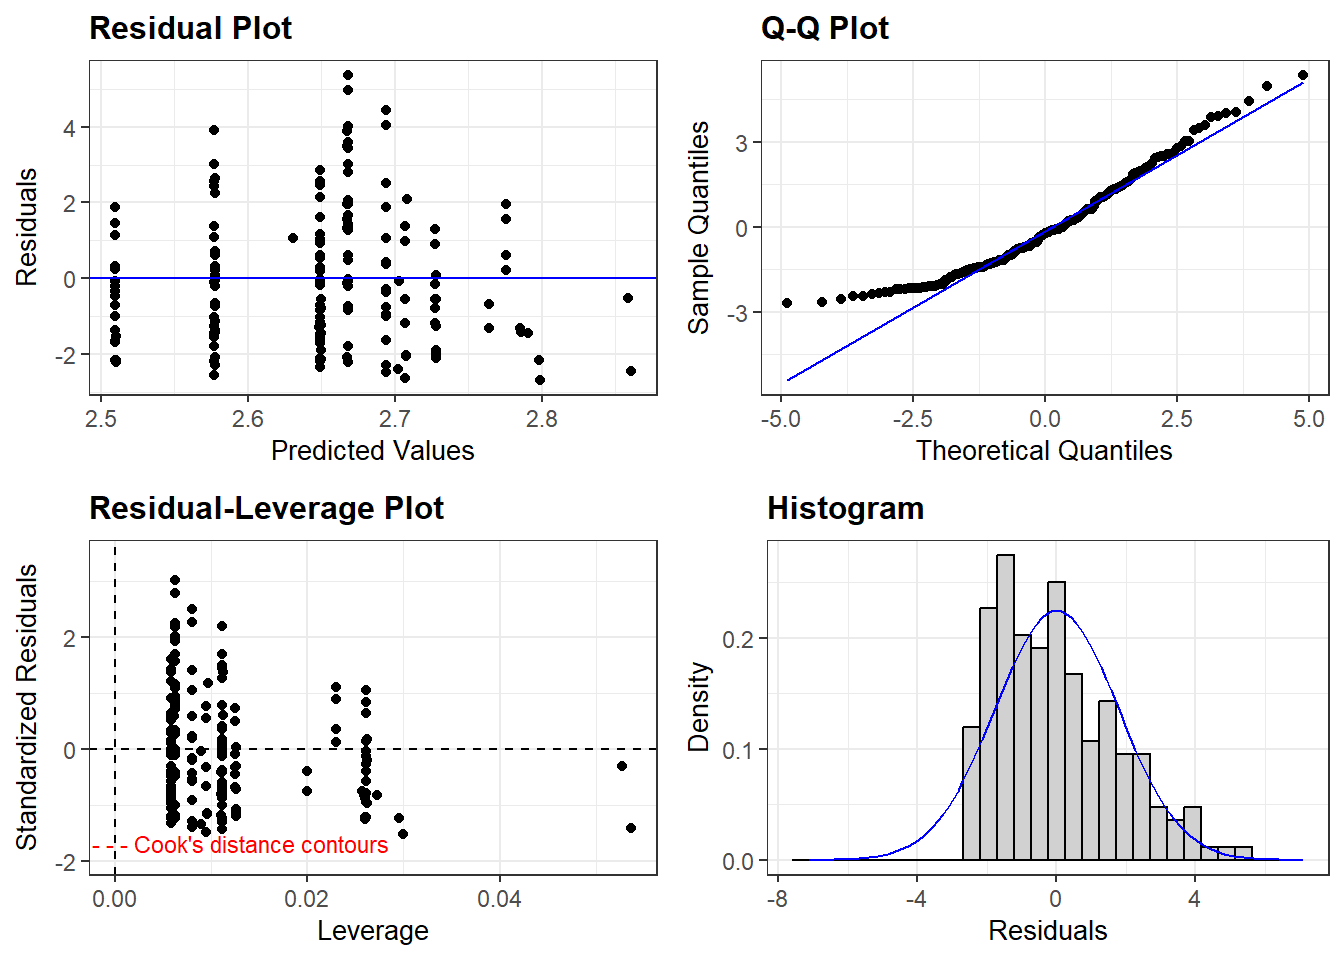 Residual Plot
Residuals
4
2
0
-2
2.5 2.6 2.7 2.8
Predicted Values
Q-Q Plot
Sample Quantiles
3
0
-3
-5.0 -2.5 0.0 2.5 5.0
Theoretical Quantiles
Residual-Leverage Plot
Standardized Residuals
2
0
-2
Cook's distance contours
0.00 0.02 0.04
Leverage
Histogram
Density
0.2
0.1
0.0
-8 -4 0 4
Residuals